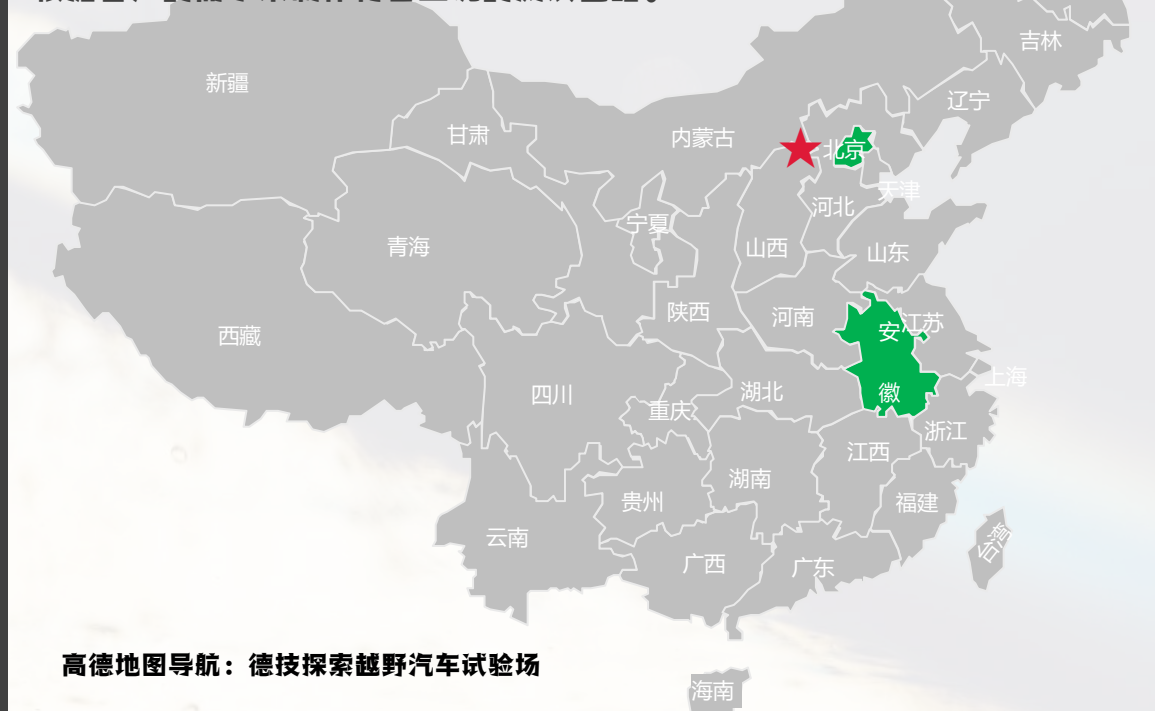 吉林
新疆
辽宁
甘肃
内蒙古
北京
天津
河北
宁夏
青海
山西
山东
陕西
河南
安徽
江苏
西藏
上海
四川
湖北
重庆
浙江
江西
湖南
贵州
福建
云南
台湾
广西
广东
高德地图导航：德技探索越野汽车试验场
海南